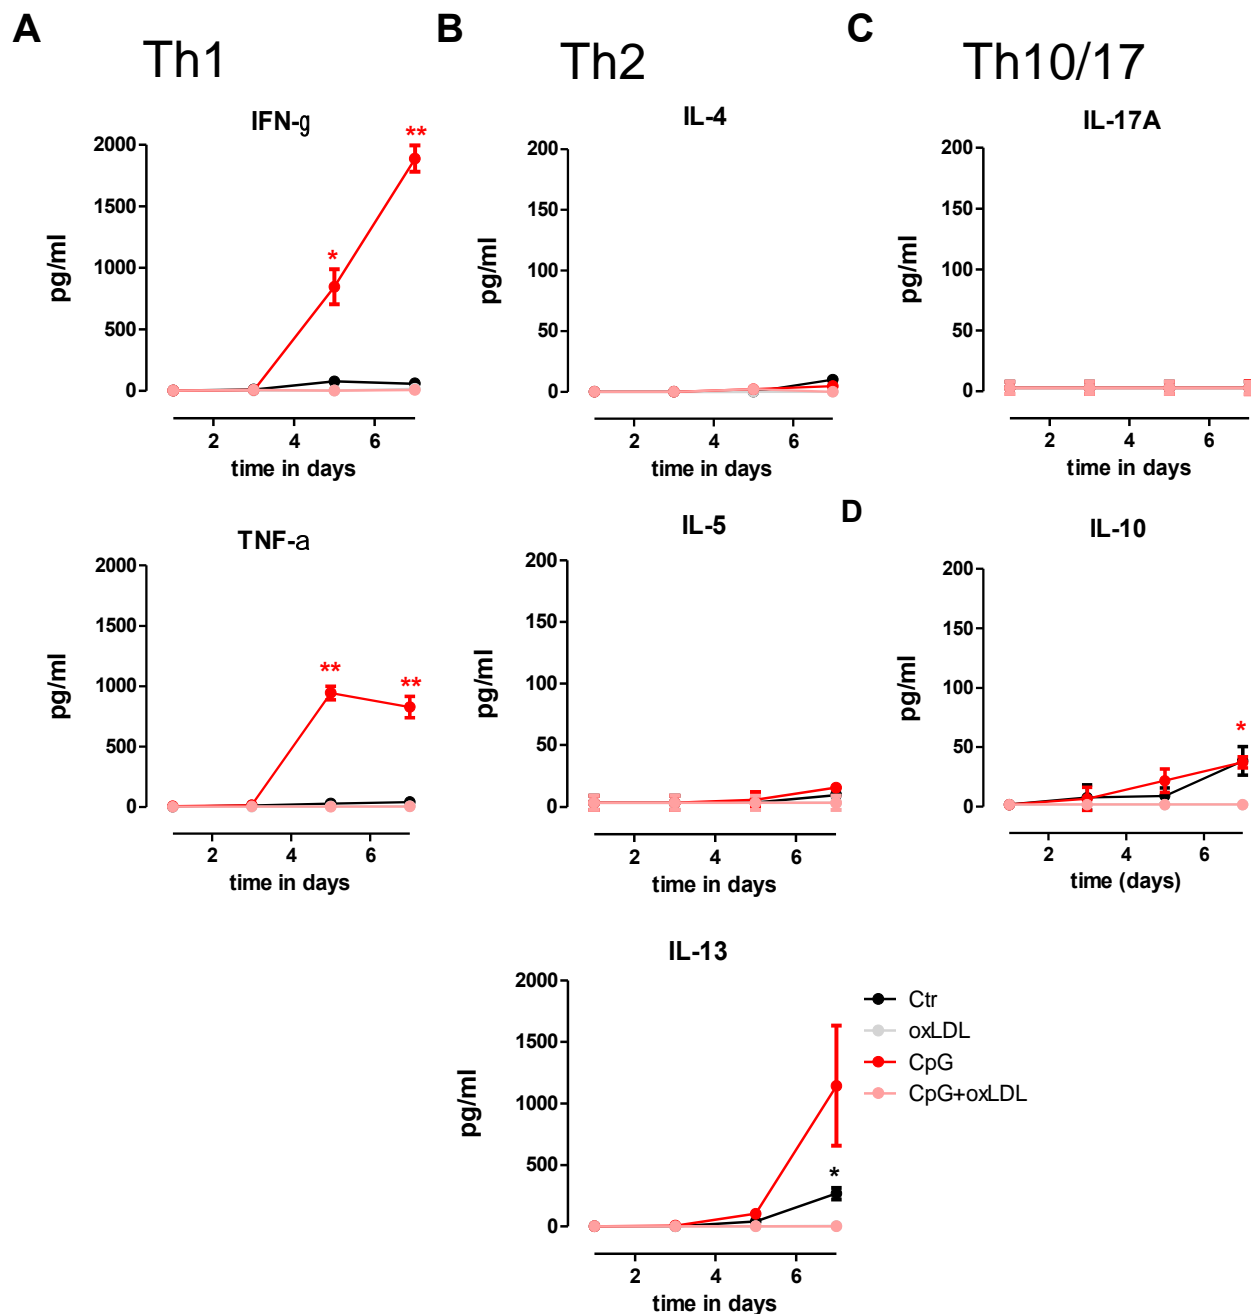 A
Th1
IFN-g
**
*
2000
1500
1000
500
0
pg/ml
2 4 6
time in days
TNF-a
**
**
2000
1500
1000
500
0
pg/ml
2 4 6
time in days
B
Th2
IL-4
200
150
100
50
0
pg/ml
2 4 6
time in days
IL-5
200
150
100
50
0
pg/ml
2 4 6
time in days
IL-13
2000
1500
1000
500
0
pg/ml
*
2 4 6
time in days
Ctr
oxLDL
CpG
CpG+oxLDL
C
Th10/17
IL-17A
200
150
100
50
0
pg/ml
2 4 6
time in days
D
IL-10
200
150
100
50
0
pg/ml
*
2 4 6
time (days)